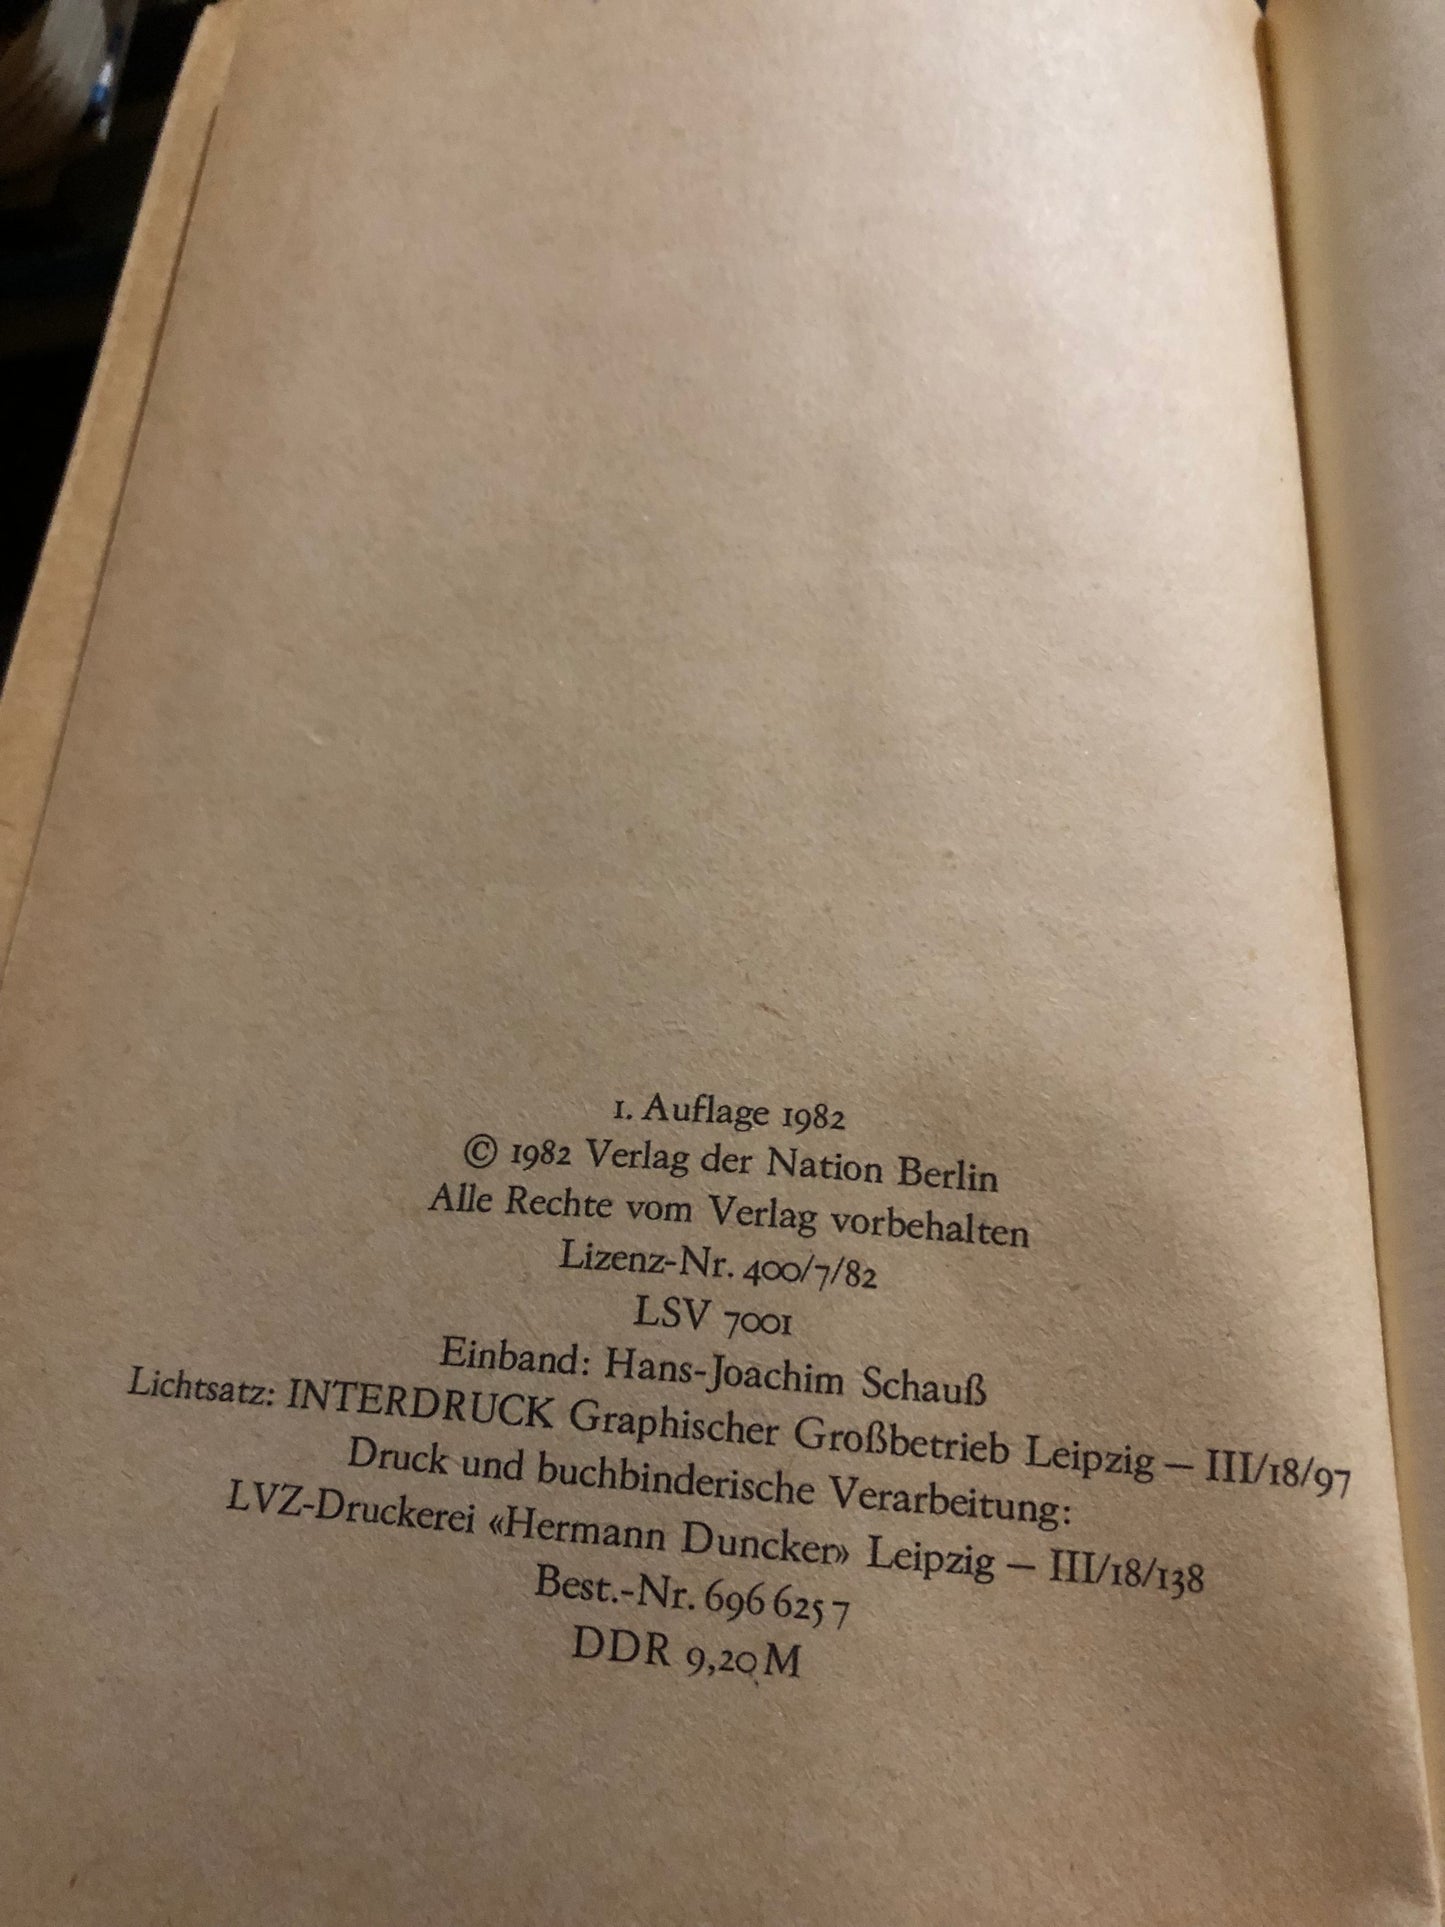 1. Auflage 1982
© 1982 Verlag der Nation Berlin
Alle Rechte vom Verlag vorbehalten
Lizenz-Nr. 400/7/82
LSV 7001
Einband: Hans-Joachim Schauß
Lichtsatz: INTERDRUCK Graphischer Großbetrieb Leipzig – III/18/97
Druck und buchbinderische Verarbeitung:
LVZ-Druckerei «Hermann Duncker» Leipzig – III/18/138
Best.-Nr. 696 625 7
DDR 9,20 M